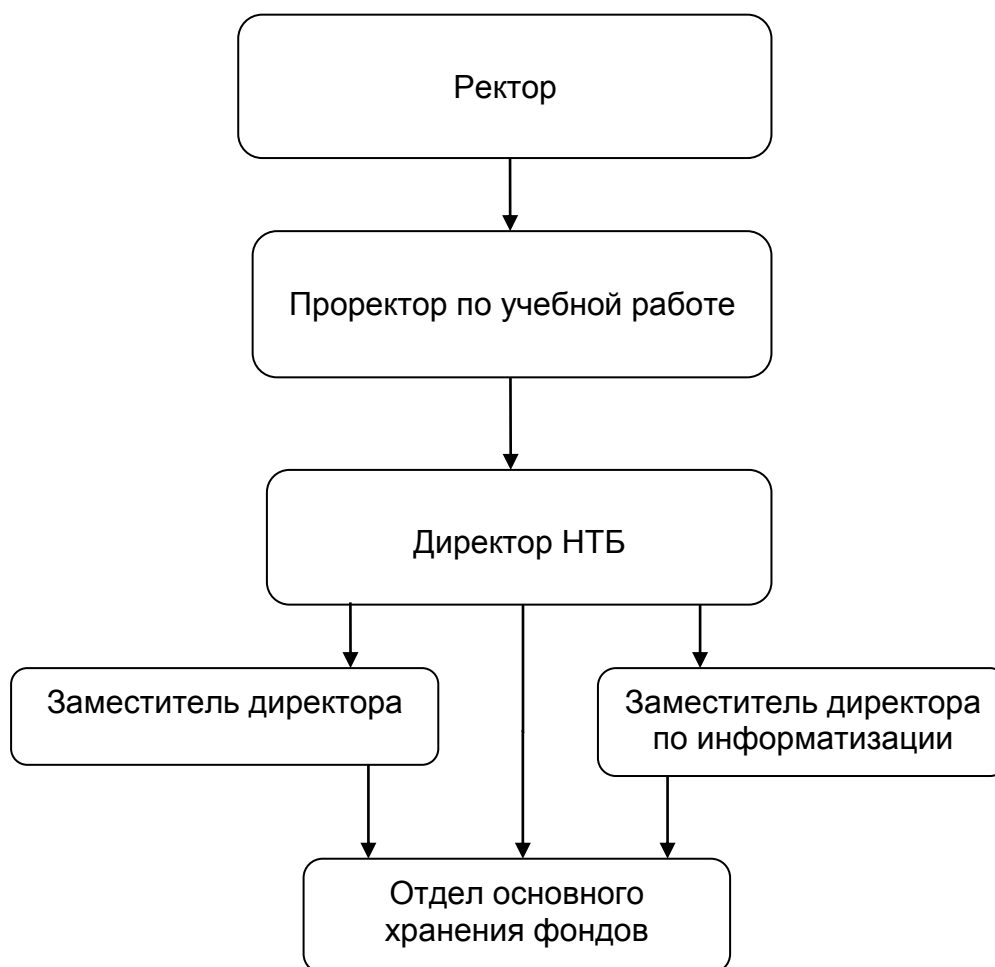 Ректор
Проректор по учебной работе
Директор НТБ
Заместитель директора
Заместитель директора
по информатизации
Отдел основного
хранения фондов